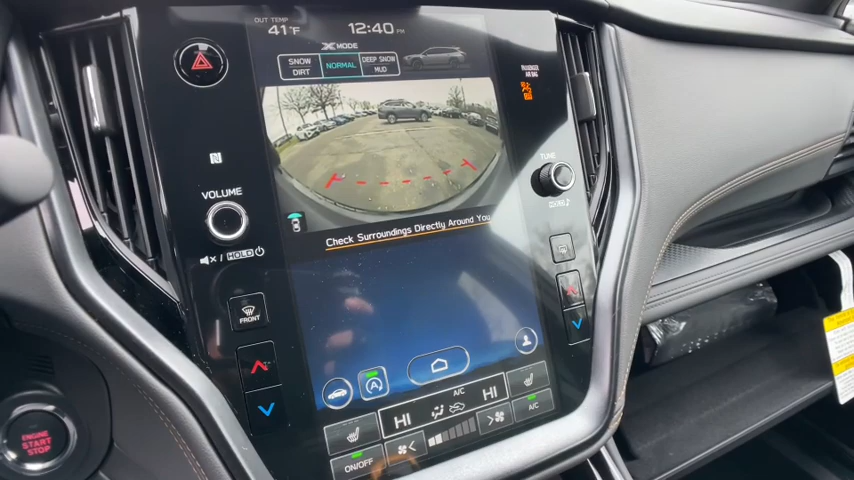 OUT TEMP
41°F
12:40 PM
X MODE
SNOW DIRT
NORMAL
DEEP SNOW MUD
PASSENGER AIR BAG
N
VOLUME
TUNE
Check Surroundings Directly Around You
/ HOLD
FRONT
A
A/C
HI
HI
A/C
ON/OFF
ENGINE
START
STOP